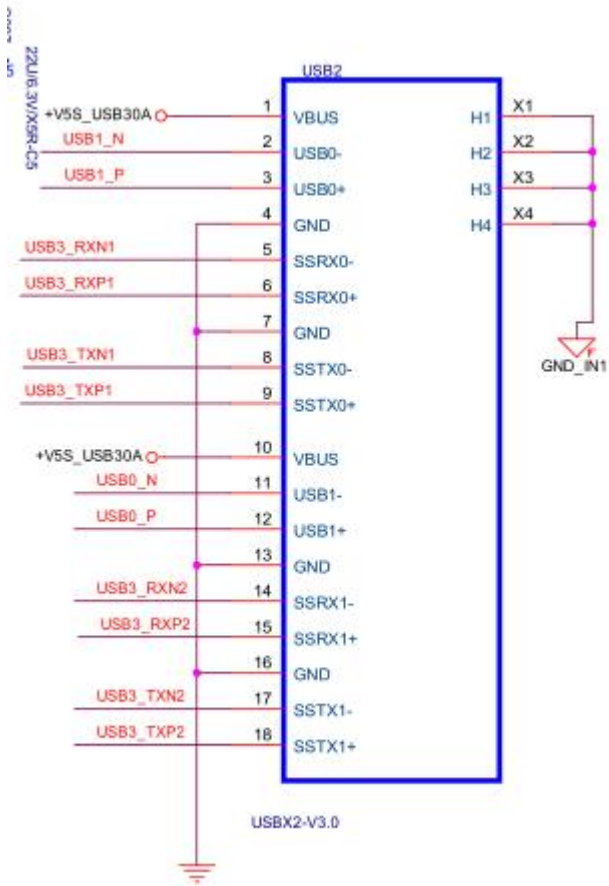 22U/6.3V/X5R-C5
USB2
+V5S_USB30A 1 VBUS H1 X1
USB1_N 2 USB0- H2 X2
USB1_P 3 USB0+ H3 X3
4 GND H4 X4
USB3_RXN1 5 SSRX0-
USB3_RXP1 6 SSRX0+
7 GND
GND_IN1
USB3_TXN1 8 SSTX0-
USB3_TXP1 9 SSTX0+
+V5S_USB30A 10 VBUS
USB0_N 11 USB1-
USB0_P 12 USB1+
13 GND
USB3_RXN2 14 SSRX1-
USB3_RXP2 15 SSRX1+
16 GND
USB3_TXN2 17 SSTX1-
USB3_TXP2 18 SSTX1+
USBX2-V3.0